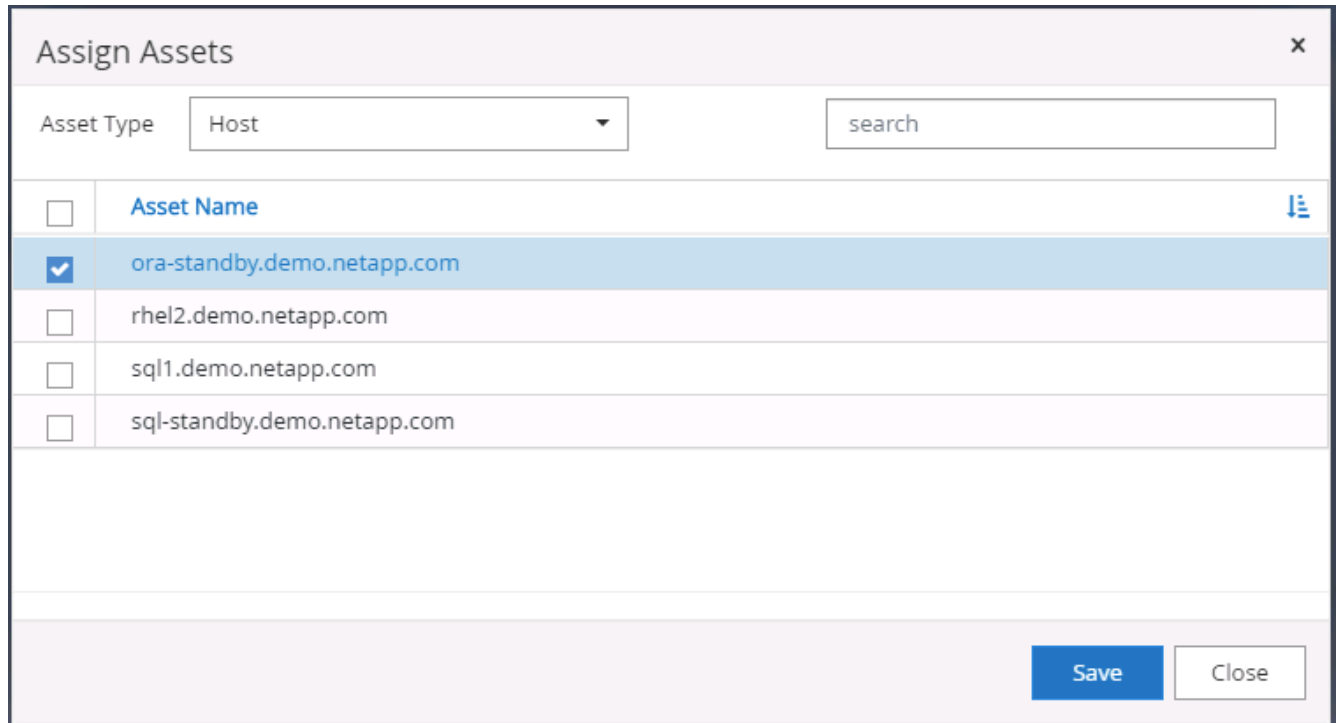 Assign Assets
×
Asset Type
Host
search
Asset Name
ora-standby.demo.netapp.com
rhel2.demo.netapp.com
sql1.demo.netapp.com
sql-standby.demo.netapp.com
Save
Close